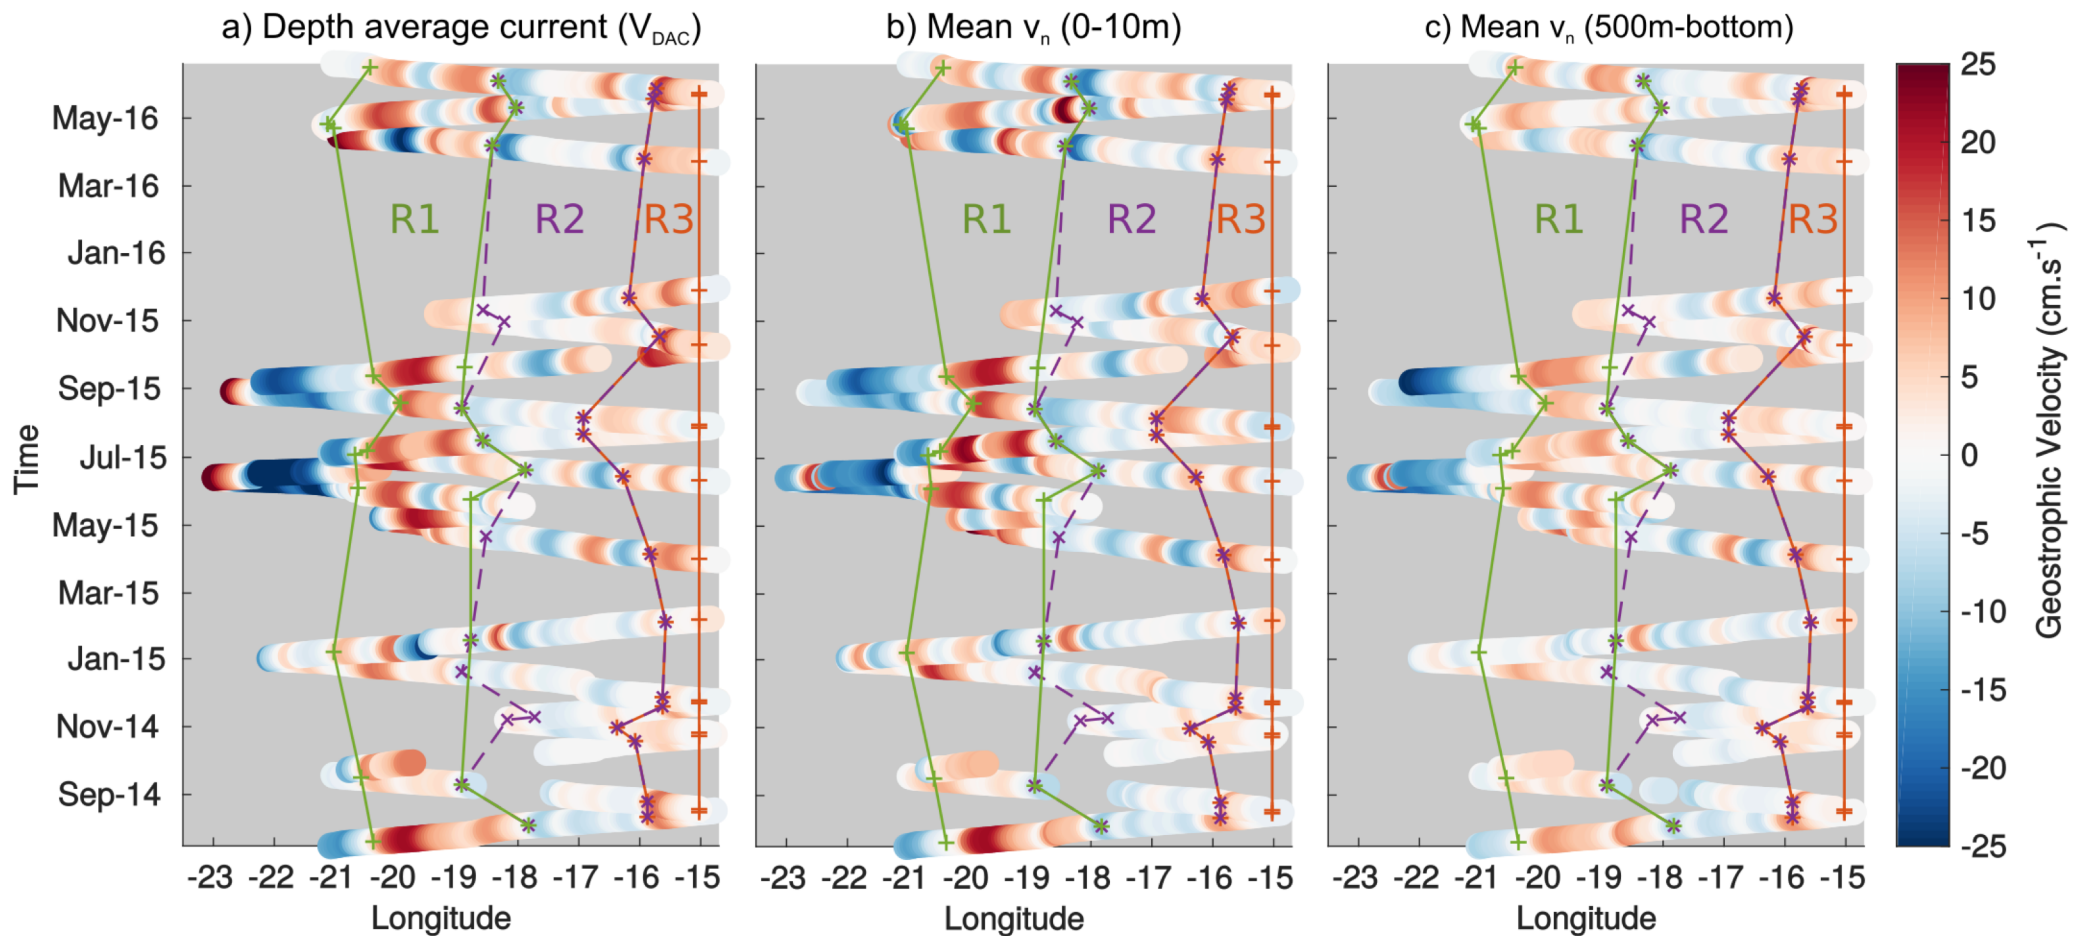 a) Depth average current (V_DAC)
b) Mean v_n (0-10m)
c) Mean v_n (500m-bottom)
Time
May-16
Mar-16
Jan-16
Nov-15
Sep-15
Jul-15
May-15
Mar-15
Jan-15
Nov-14
Sep-14
R1 R2 R3
R1 R2 R3
R1 R2 R3
-23 -22 -21 -20 -19 -18 -17 -16 -15
-23 -22 -21 -20 -19 -18 -17 -16 -15
-23 -22 -21 -20 -19 -18 -17 -16 -15
Longitude
Longitude
Longitude
25
20
15
10
5
0
-5
-10
-15
-20
-25
Geostrophic Velocity (cm.s⁻¹)